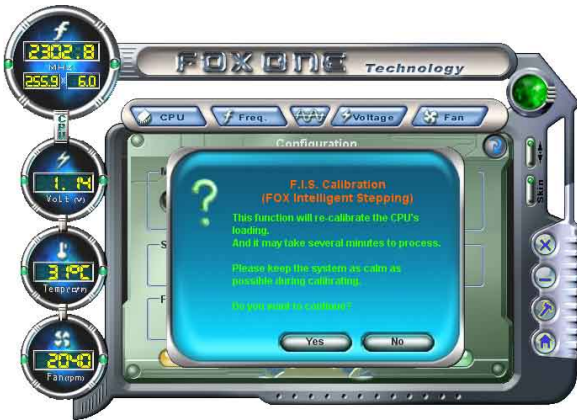 2302.8
MHz
255.9 X 6.0
CPU
FOX ONE Technology
CPU
Freq.
Voltage
Fan
Configuration
1.14
Volt.(v)
31°C
Fan(rpm)
2040
Skin
F.I.S. Calibration
(FOX Intelligent Stepping)
This function will re-calibrate the CPU's
loading.
And it may take several minutes to process.
Please keep the system as calm as
possible during calibrating.
Do you want to continue?
Yes
No